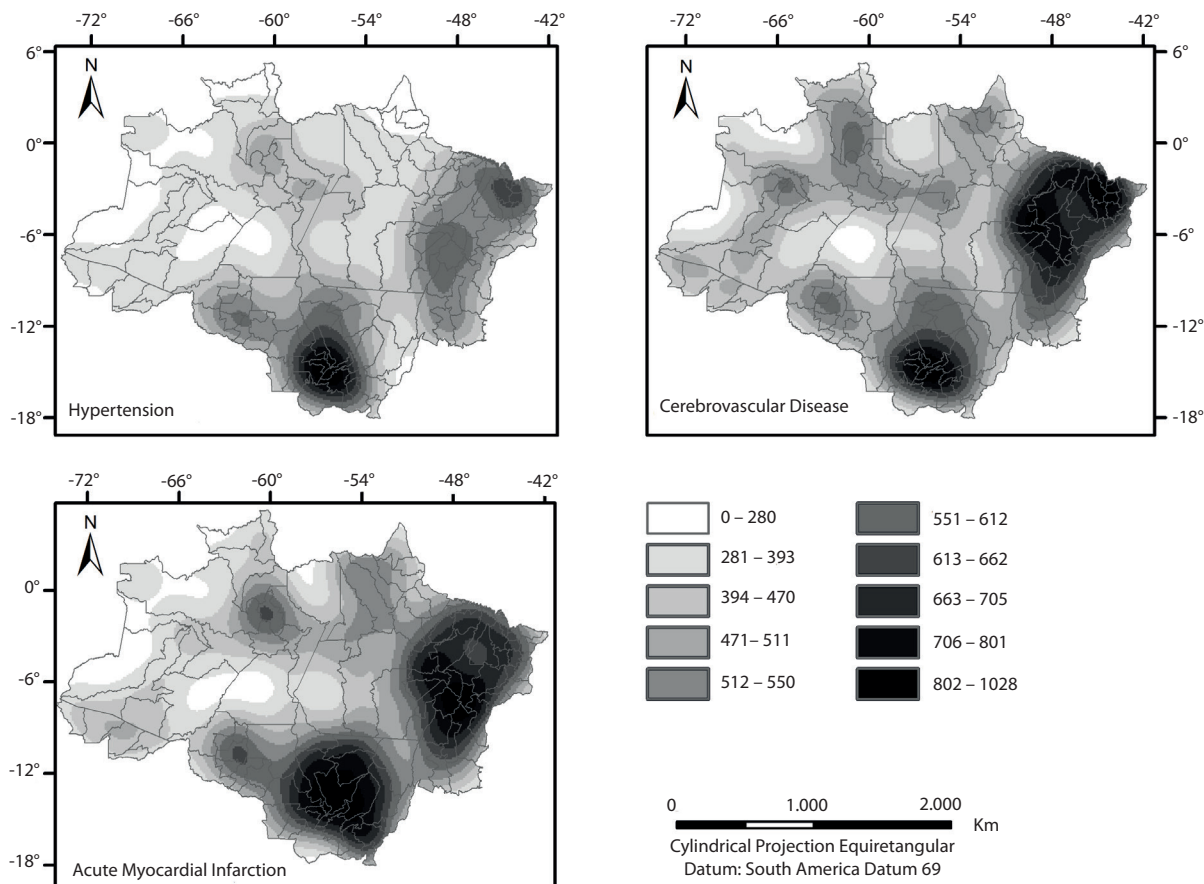 -72° -66° -60° -54° -48° -42°
6°
N
0°
-6°
-12°
-18°
Hypertension
-72° -66° -60° -54° -48° -42°
6°
N
0°
-6°
-12°
-18°
Cerebrovascular Disease
-72° -66° -60° -54° -48° -42°
N
0°
-6°
-12°
-18°
Acute Myocardial Infarction
0 – 280
281 – 393
394 – 470
471 – 511
512 – 550
551 – 612
613 – 662
663 – 705
706 – 801
802 – 1028
0 1.000 2.000
Km
Cylindrical Projection Equiretangular
Datum: South America Datum 69